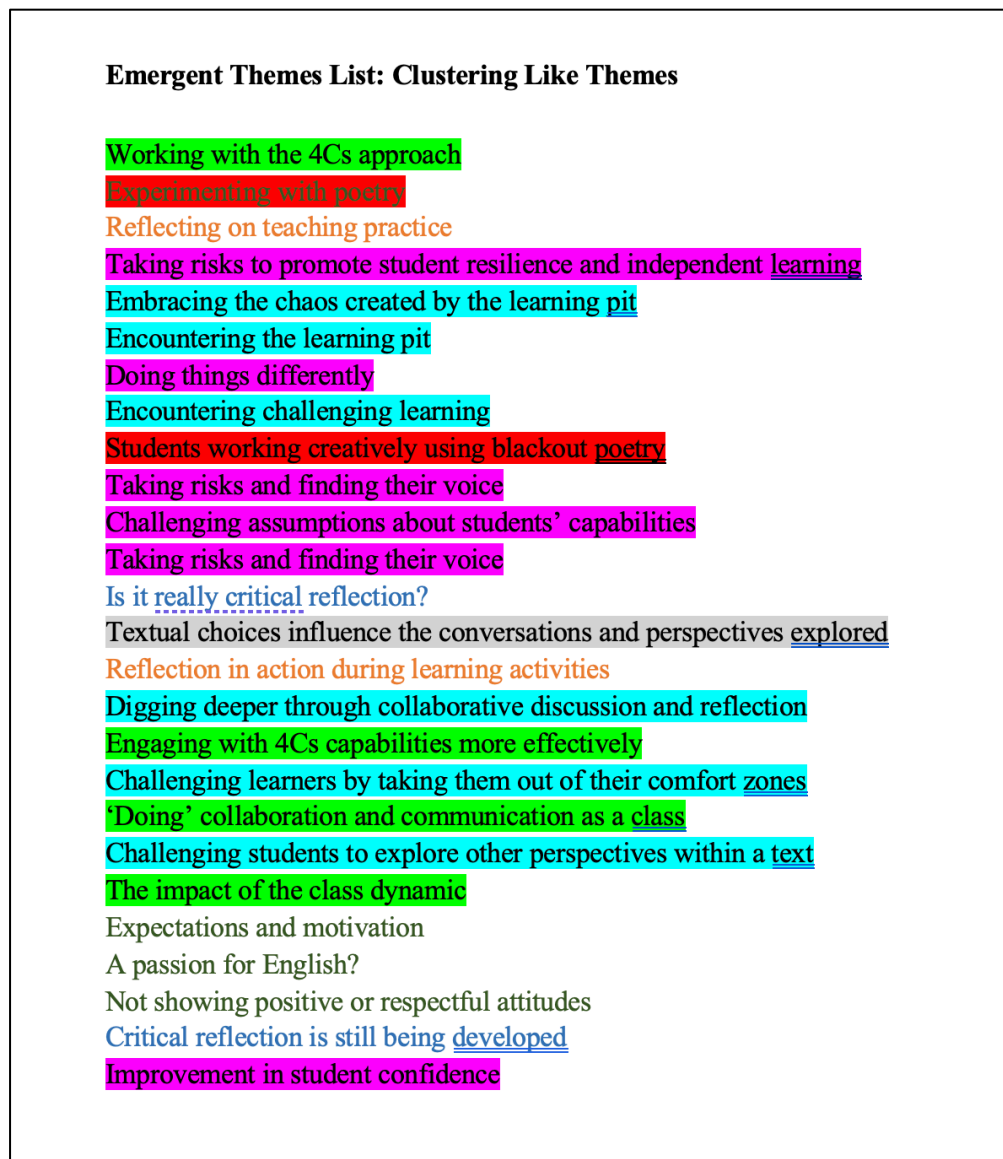 Emergent Themes List: Clustering Like Themes
Working with the 4Cs approach
Experimenting with poetry
Reflecting on teaching practice
Taking risks to promote student resilience and independent learning
Embracing the chaos created by the learning pit
Encountering the learning pit
Doing things differently
Encountering challenging learning
Students working creatively using blackout poetry
Taking risks and finding their voice
Challenging assumptions about students’ capabilities
Taking risks and finding their voice
Is it really critical reflection?
Textual choices influence the conversations and perspectives explored
Reflection in action during learning activities
Digging deeper through collaborative discussion and reflection
Engaging with 4Cs capabilities more effectively
Challenging learners by taking them out of their comfort zones
‘Doing’ collaboration and communication as a class
Challenging students to explore other perspectives within a text
The impact of the class dynamic
Expectations and motivation
A passion for English?
Not showing positive or respectful attitudes
Critical reflection is still being developed
Improvement in student confidence